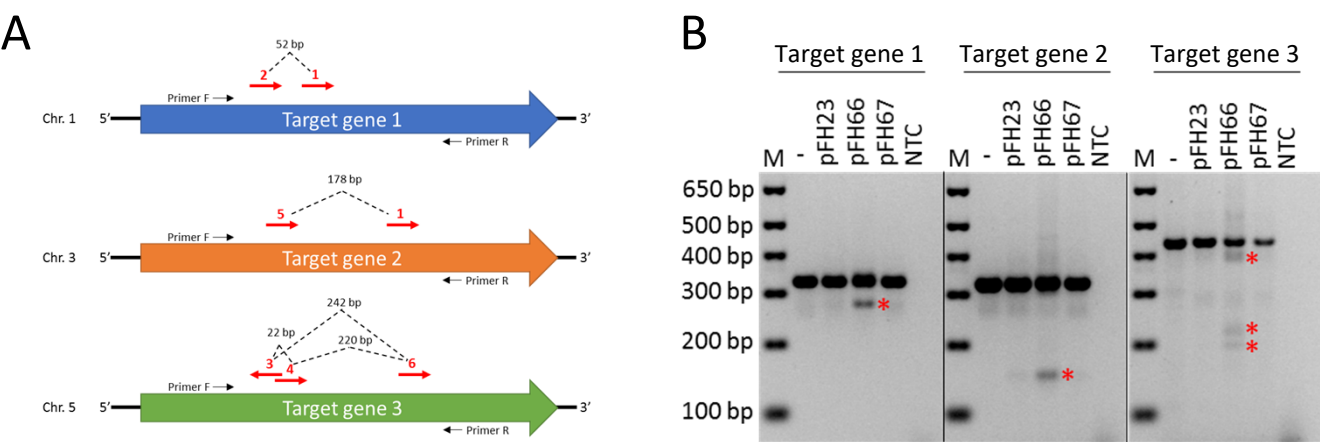 A
52 bp
2 1
Primer F
Chr. 1 5’ Target gene 1 3’
Primer R
178 bp
5 1
Primer F
Chr. 3 5’ Target gene 2 3’
Primer R
242 bp
22 bp 220 bp
3 4 6
Primer F
Chr. 5 5’ Target gene 3 3’
Primer R
B
Target gene 1 Target gene 2 Target gene 3
M - pFH23 pFH66 pFH67 NTC M - pFH23 pFH66 pFH67 NTC M - pFH23 pFH66 pFH67 NTC
650 bp
500 bp
400 bp
*
300 bp
*
*
200 bp
*
*
100 bp